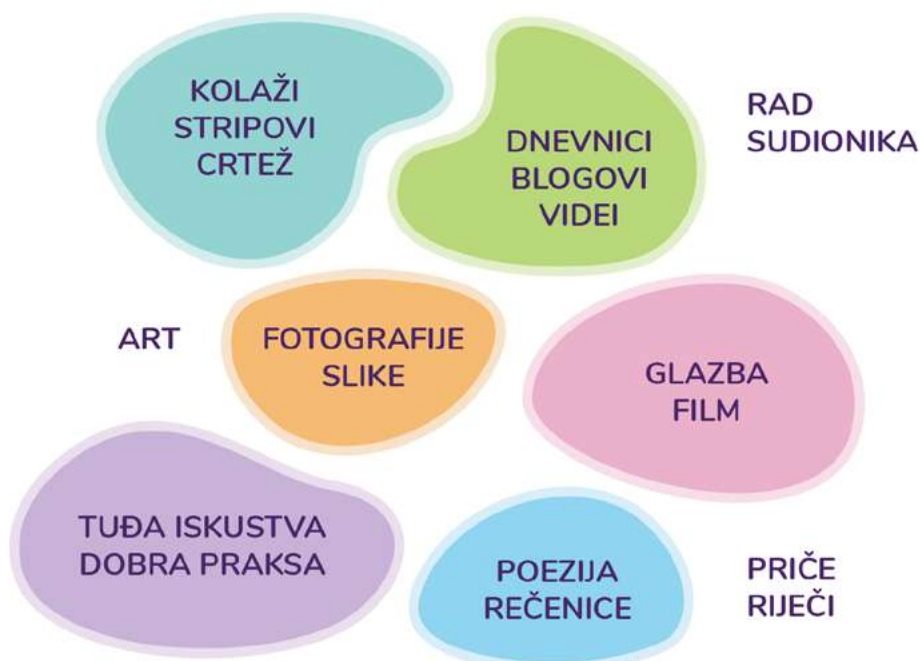 KOLAŽI
STRIPOVI
CRTEŽ
DNEVNICI
BLOGOVI
VIDEI
RAD
SUDIONIKA
ART
FOTOGRAFIJE
SLIKE
GLAZBA
FILM
TUĐA ISKUSTVA
DOBRA PRAKSA
POEZIJA
REČENICE
PRIČE
RIJEČI